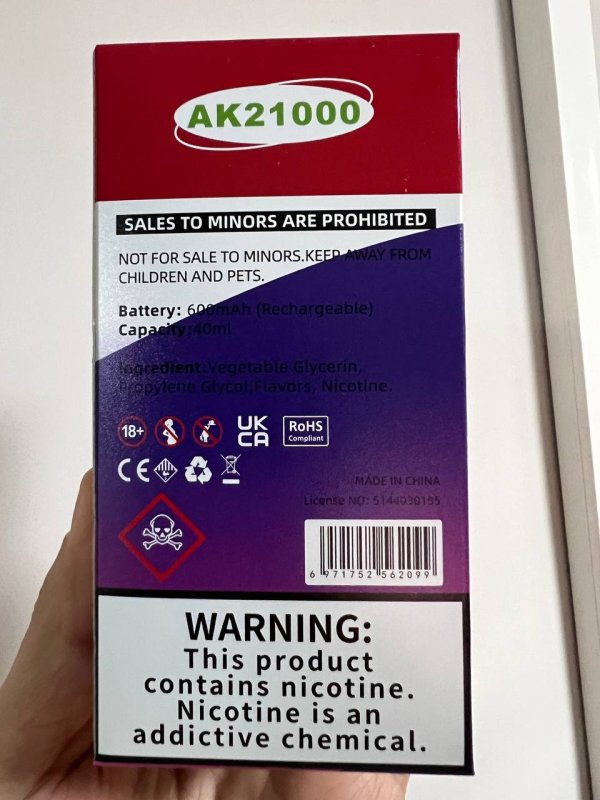 AK21000
SALES TO MINORS ARE PROHIBITED
NOT FOR SALE TO MINORS.KEEP AWAY FROM
CHILDREN AND PETS.
Battery: 600mAh (Rechargeable)
Capacity:40ml
Ingredient:Vegetable Glycerin,
Propylene Glycol,Flavors, Nicotine.
18+
UK
CA
RoHS
Compliant
CE
MADE IN CHINA
License NO: 5144030155
6 971752 562099
WARNING:
This product
contains nicotine.
Nicotine is an
addictive chemical.